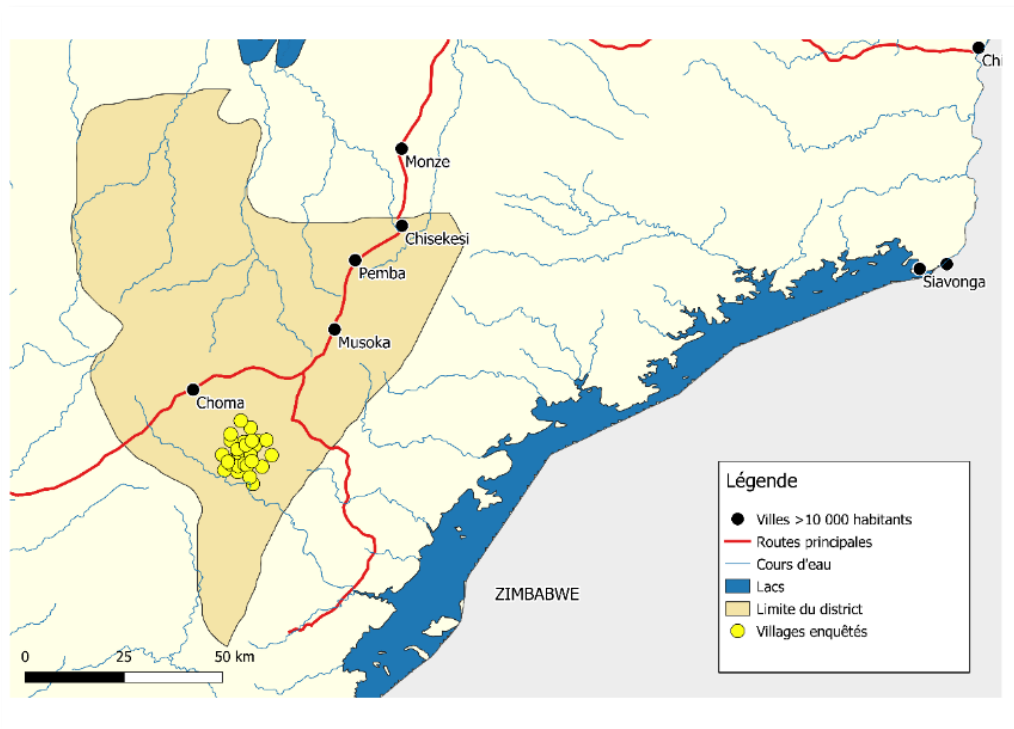 Chi
Monze
Chisekesi
Pemba
Siavonga
Musoka
Choma
Légende
Villes >10 000 habitants
Routes principales
Cours d'eau
Lacs
Limite du district
Villages enquêtés
ZIMBABWE
0 25 50 km